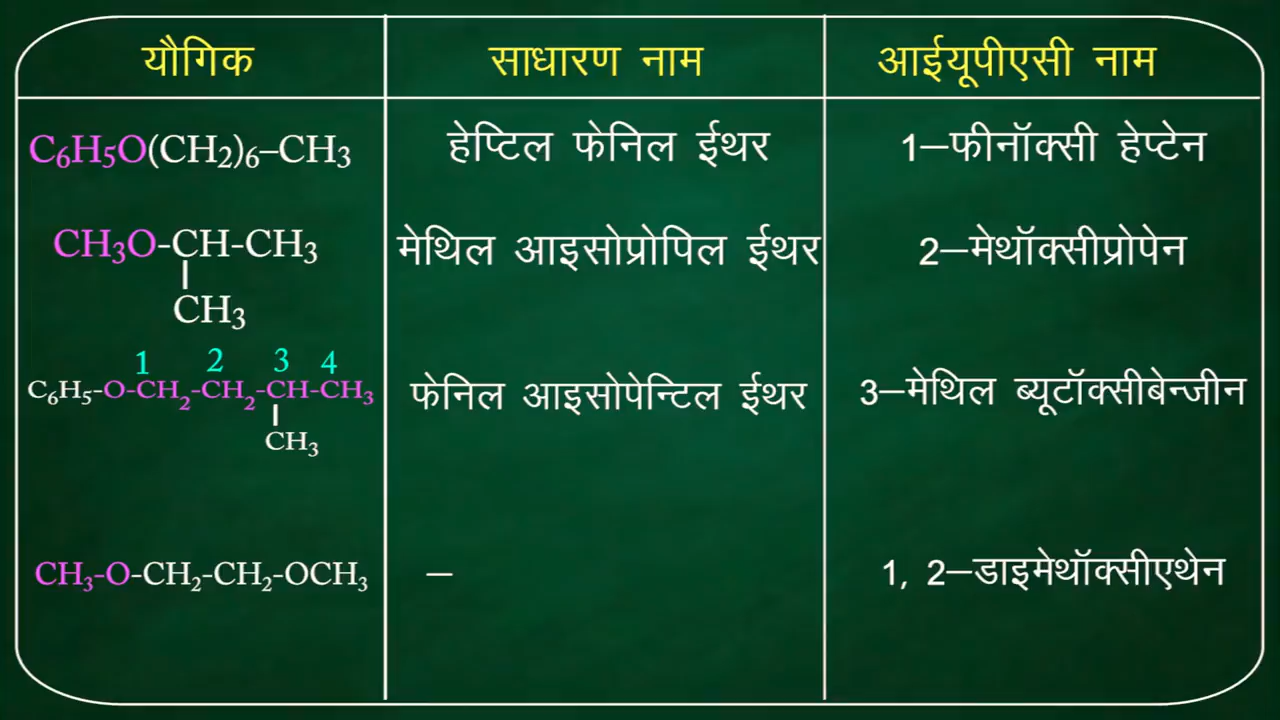 यौगिक साधारण नाम आईयूपीएसी नाम
C₆H₅O(CH₂)₆–CH₃ हेप्टिल फेनिल ईथर 1–फीनॉक्सी हेप्टेन
CH₃O-CH-CH₃ मेथिल आइसोप्रोपिल ईथर 2–मेथॉक्सीप्रोपेन
CH₃
1 2 3 4
C₆H₅-O-CH₂-CH₂-CH-CH₃ फेनिल आइसोपेन्टिल ईथर 3–मेथिल ब्यूटॉक्सीबेन्जीन
CH₃
CH₃-O-CH₂-CH₂-OCH₃ – 1, 2–डाइमेथॉक्सीएथेन